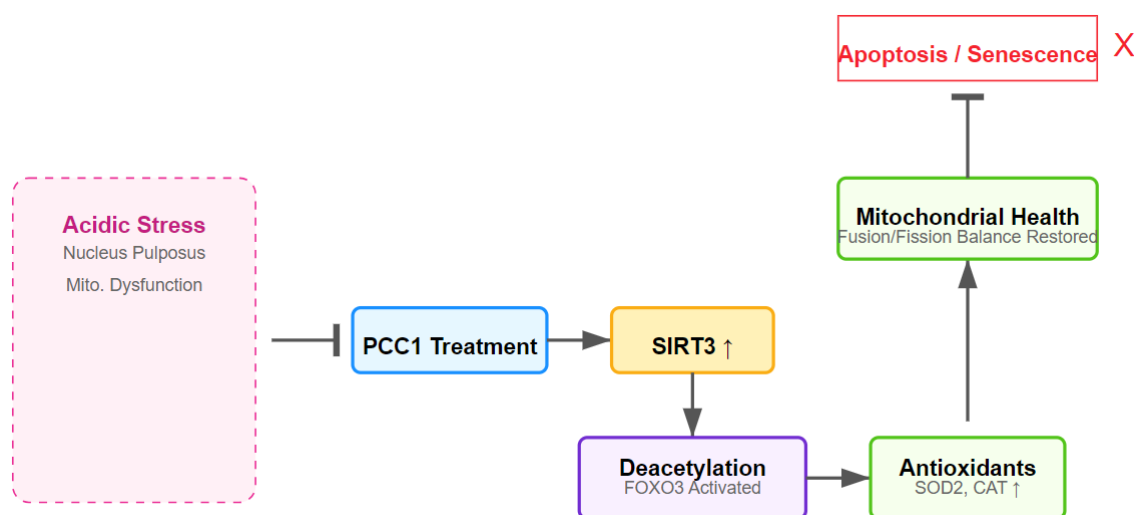 Apoptosis / Senescence X
Acidic Stress
Nucleus Pulposus
Mito. Dysfunction
PCC1 Treatment
SIRT3 ↑
Deacetylation
FOXO3 Activated
Antioxidants
SOD2, CAT ↑
Mitochondrial Health
Fusion/Fission Balance Restored